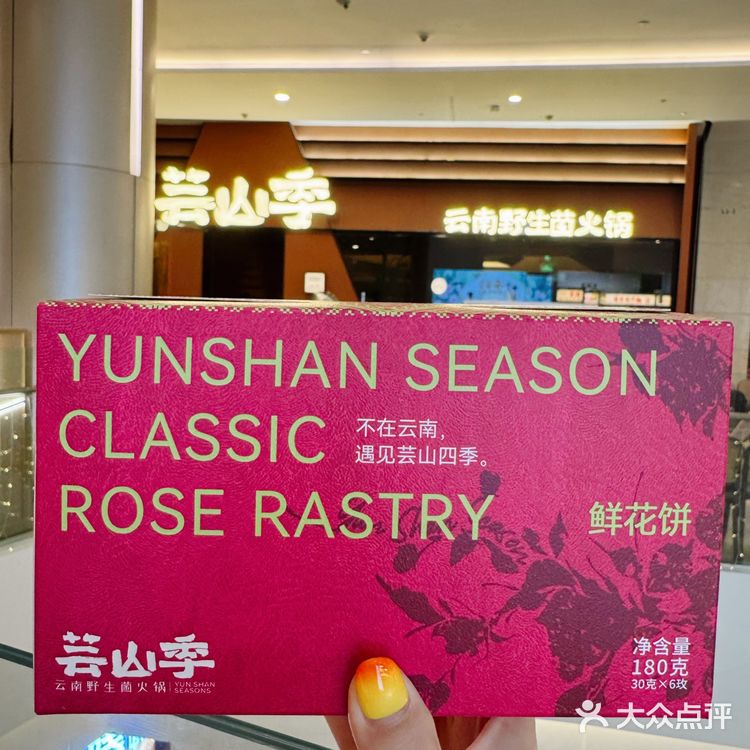 芸山季
云南野生菌火锅
YUNSHAN SEASON
CLASSIC
不在云南，
遇见芸山四季。
ROSE RASTRY
鲜花饼
芸山季
云南野生菌火锅
YUN SHAN
SEASONS
净含量
180克
30克×6玫
大众点评